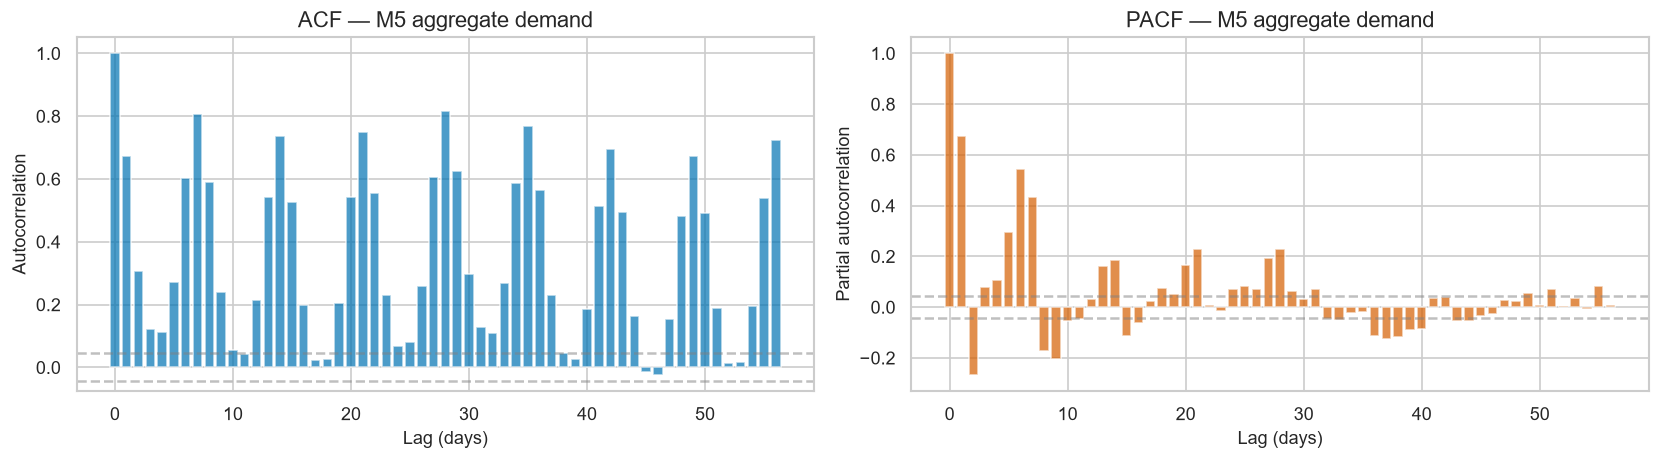 ACF — M5 aggregate demand
Autocorrelation
1.0
0.8
0.6
0.4
0.2
0.0
0 10 20 30 40 50
Lag (days)
PACF — M5 aggregate demand
Partial autocorrelation
1.0
0.8
0.6
0.4
0.2
0.0
−0.2
0 10 20 30 40 50
Lag (days)